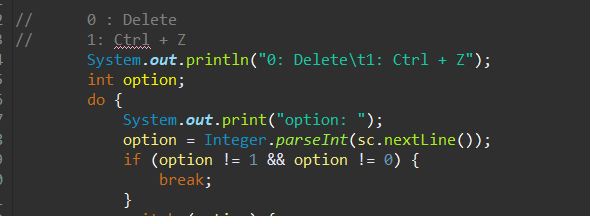 // 0 : Delete
// 1: Ctrl + Z
System.out.println("0: Delete\t1: Ctrl + Z");
int option;
do {
System.out.print("option: ");
option = Integer.parseInt(sc.nextLine());
if (option != 1 && option != 0) {
break;
}